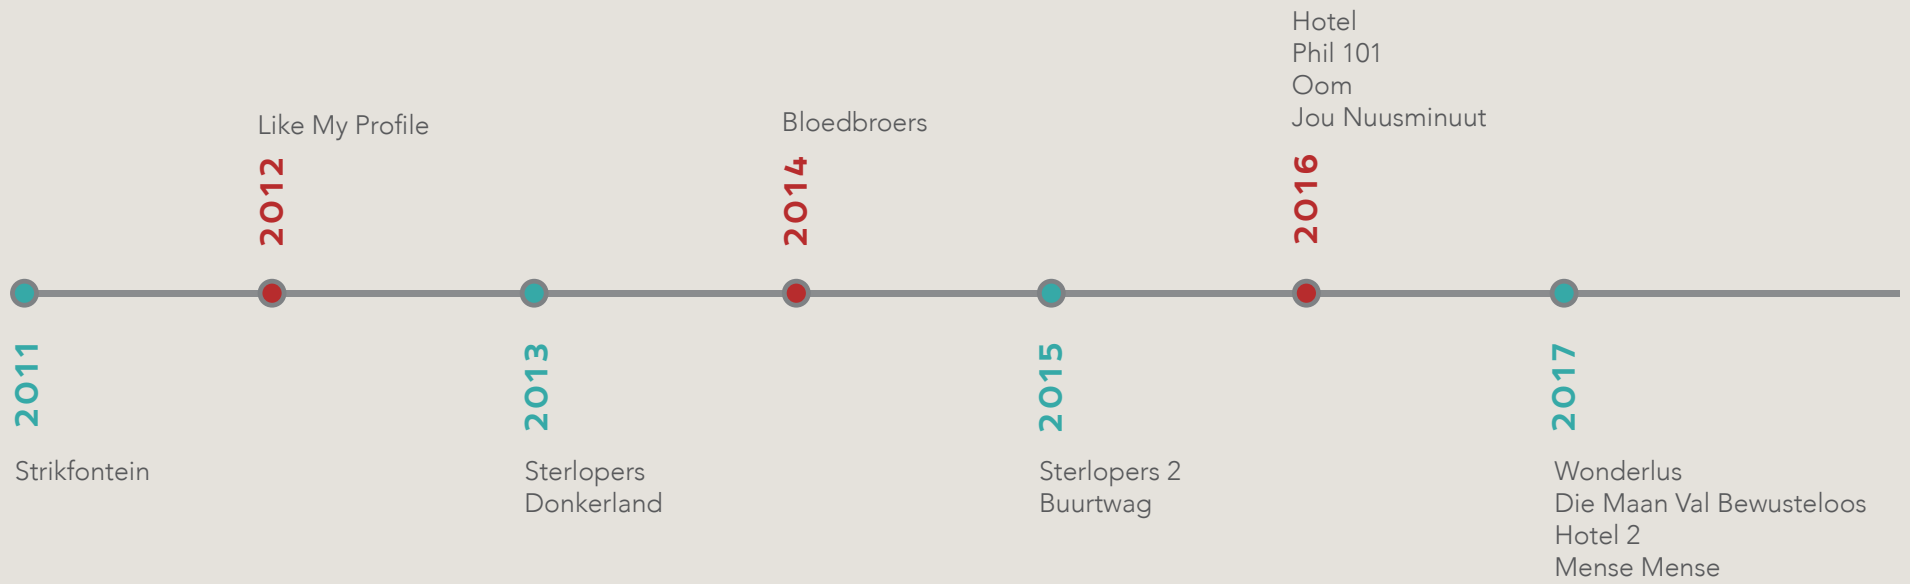 2011
Strikfontein
Like My Profile
2012
2013
Sterlopers
Donkerland
Bloedbroers
2014
2015
Sterlopers 2
Buurtwag
Hotel
Phil 101
Oom
Jou Nuusminuut
2016
2017
Wonderlus
Die Maan Val Bewusteloos
Hotel 2
Mense Mense